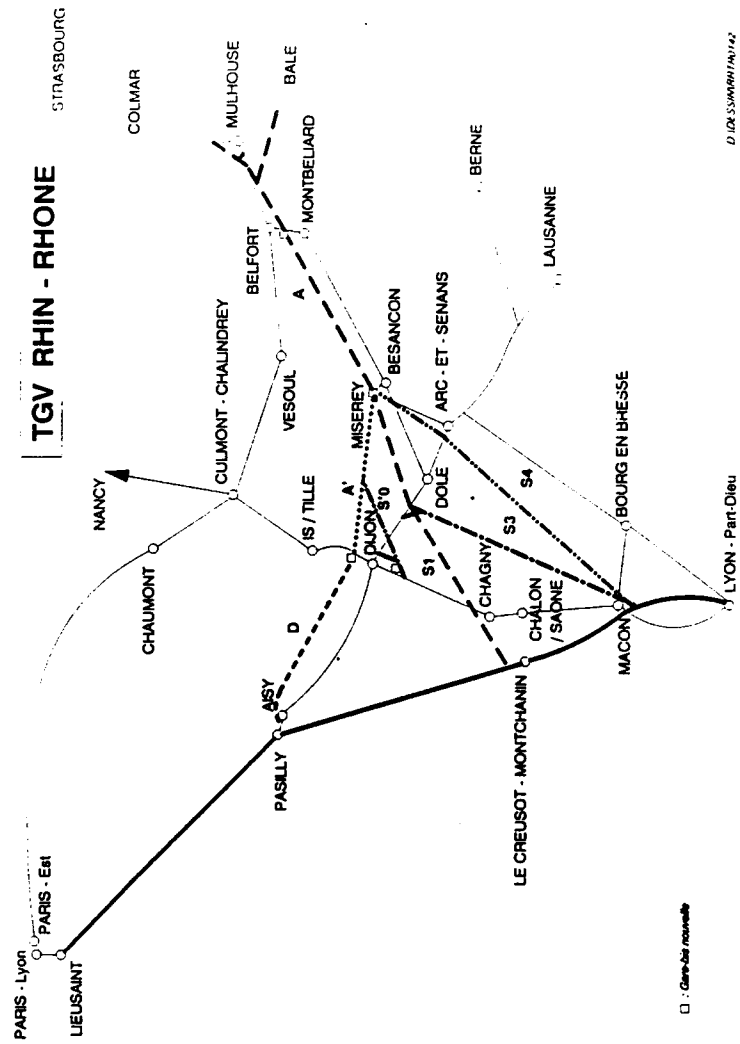 TGV RHIN - RHONE
STRASBOURG
COLMAR
MULHOUSE
BALE
NANCY
CULMONT - CHALINDREY
BELFORT
MONTBELIARD
CHAUMONT
VESOUL
A
BERNE
IS / TILLE
MISEREY
BESANCON
LAUSANNE
ARC - ET - SENANS
A'
D
DIJON
S'0
DOLE
AISY
PASILLY
S1
S3
S4
CHAGNY
CHALON
/ SAONE
BOURG EN BRESSE
MACON
LE CREUSOT - MONTCHANIN
LYON - Part-Dieu
PARIS - Lyon
PARIS - Est
LIEUSAINT
: Gare-bis nouvelle